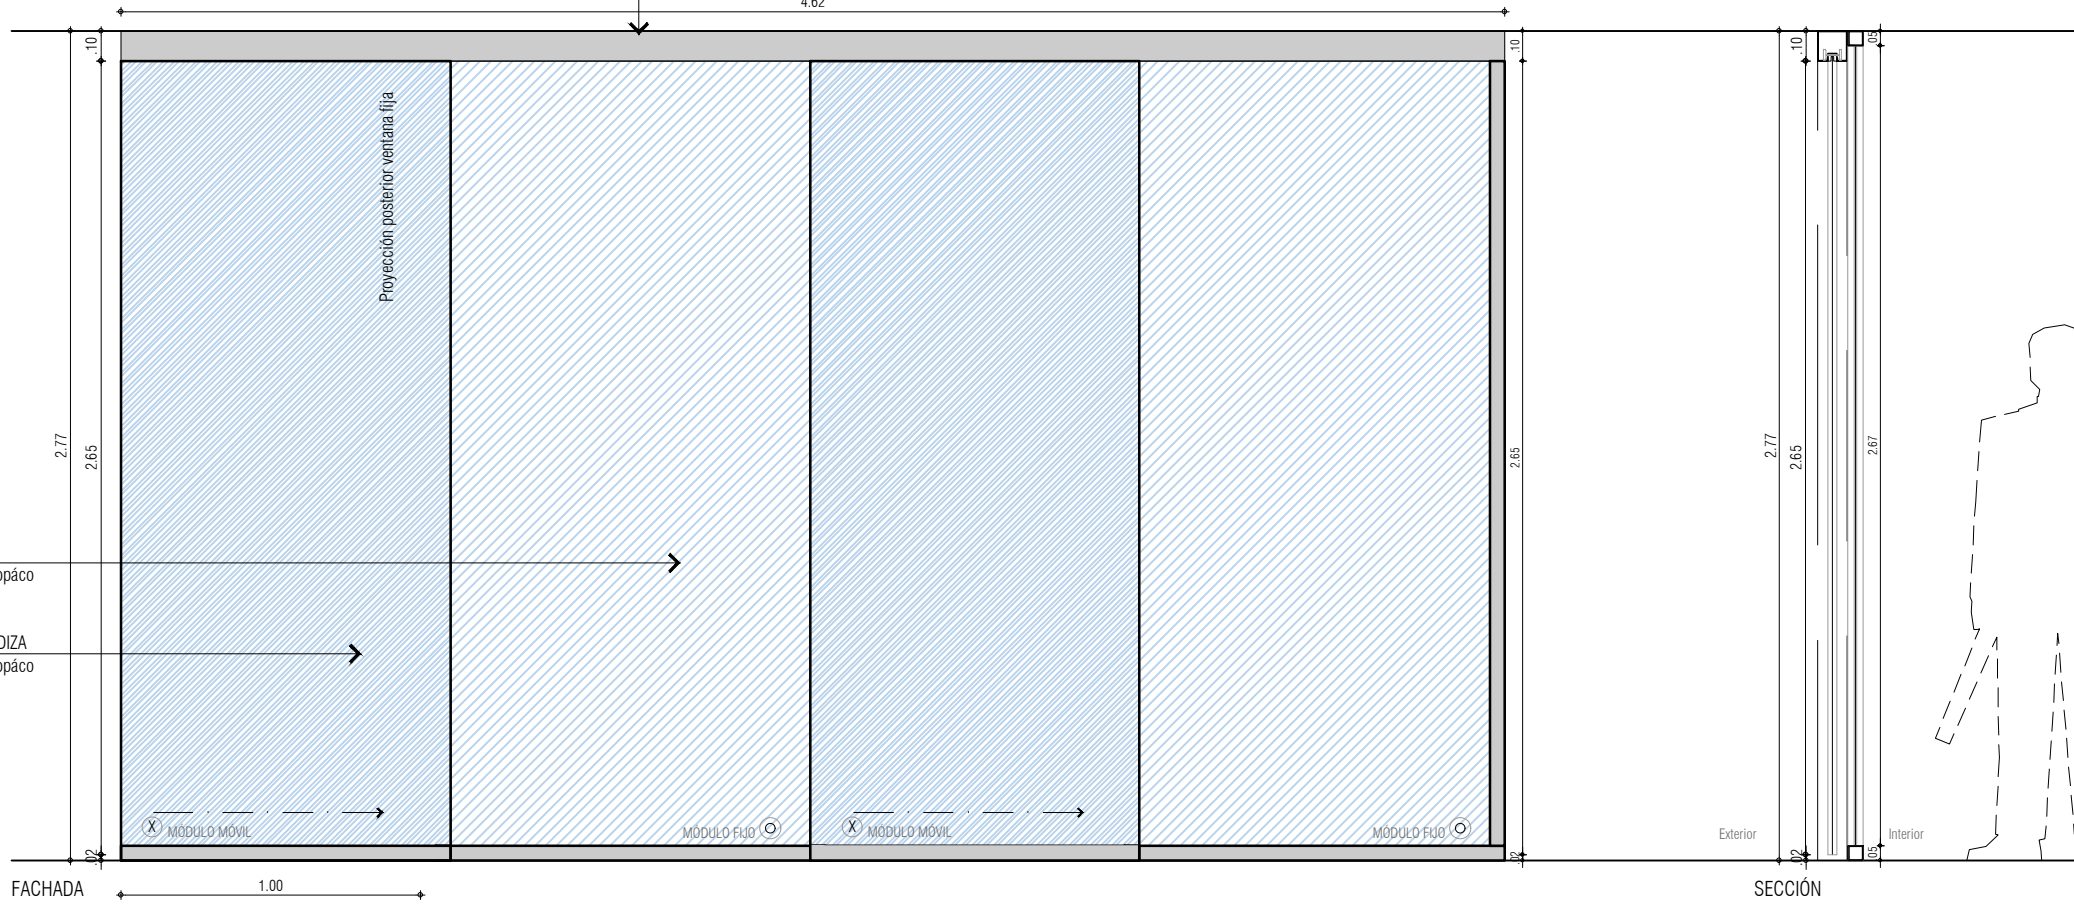 4.62
.10
.10
.10
.05
Proyección posterior ventana fija
2.77
2.65
2.65
2.77
2.65
2.67
opáco
DIZA
opáco
X MÓDULO MÓVIL
MÓDULO FIJO O
X MÓDULO MÓVIL
MÓDULO FIJO O
Exterior
Interior
.02
.02
.02
.05
FACHADA
1.00
SECCIÓN